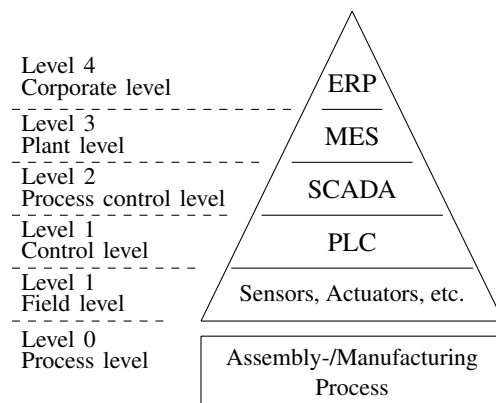 Level 4
Corporate level
ERP
Level 3
Plant level
MES
Level 2
Process control level
SCADA
Level 1
Control level
PLC
Level 1
Field level
Sensors, Actuators, etc.
Level 0
Process level
Assembly-/Manufacturing
Process